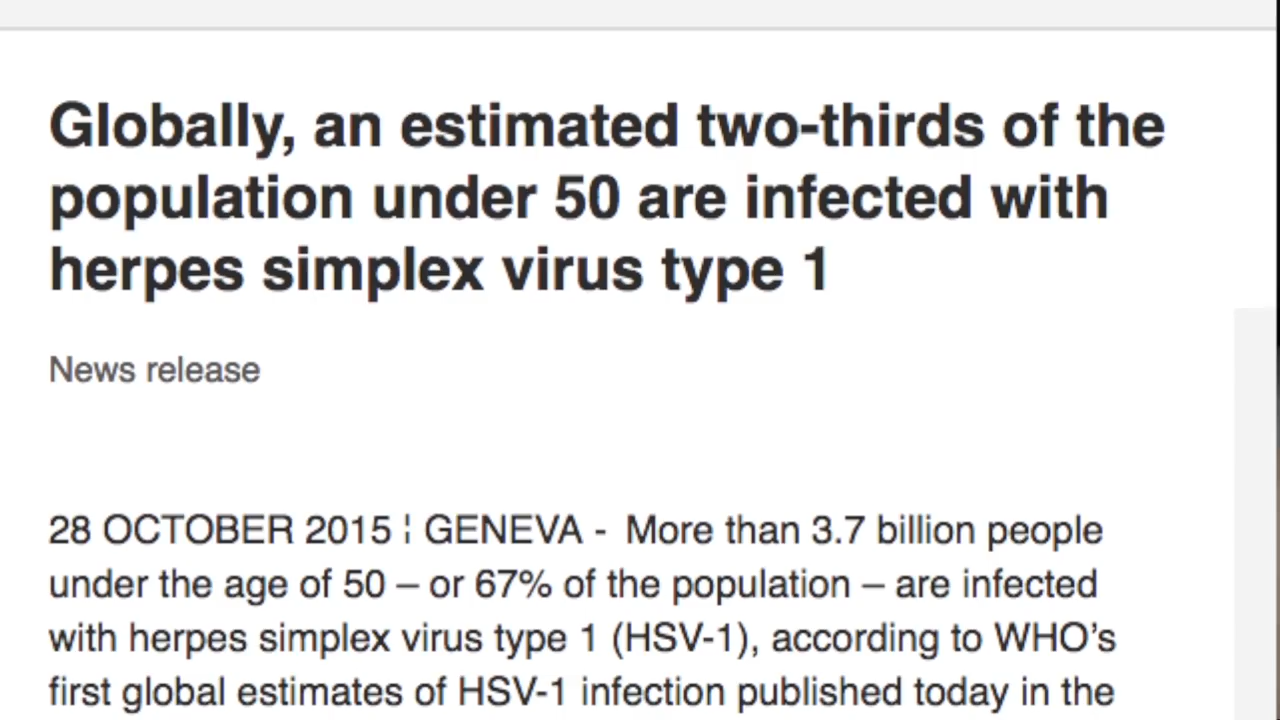 Globally, an estimated two-thirds of the
population under 50 are infected with
herpes simplex virus type 1
News release
28 OCTOBER 2015 ¦ GENEVA -  More than 3.7 billion people
under the age of 50 – or 67% of the population – are infected
with herpes simplex virus type 1 (HSV-1), according to WHO’s
first global estimates of HSV-1 infection published today in the